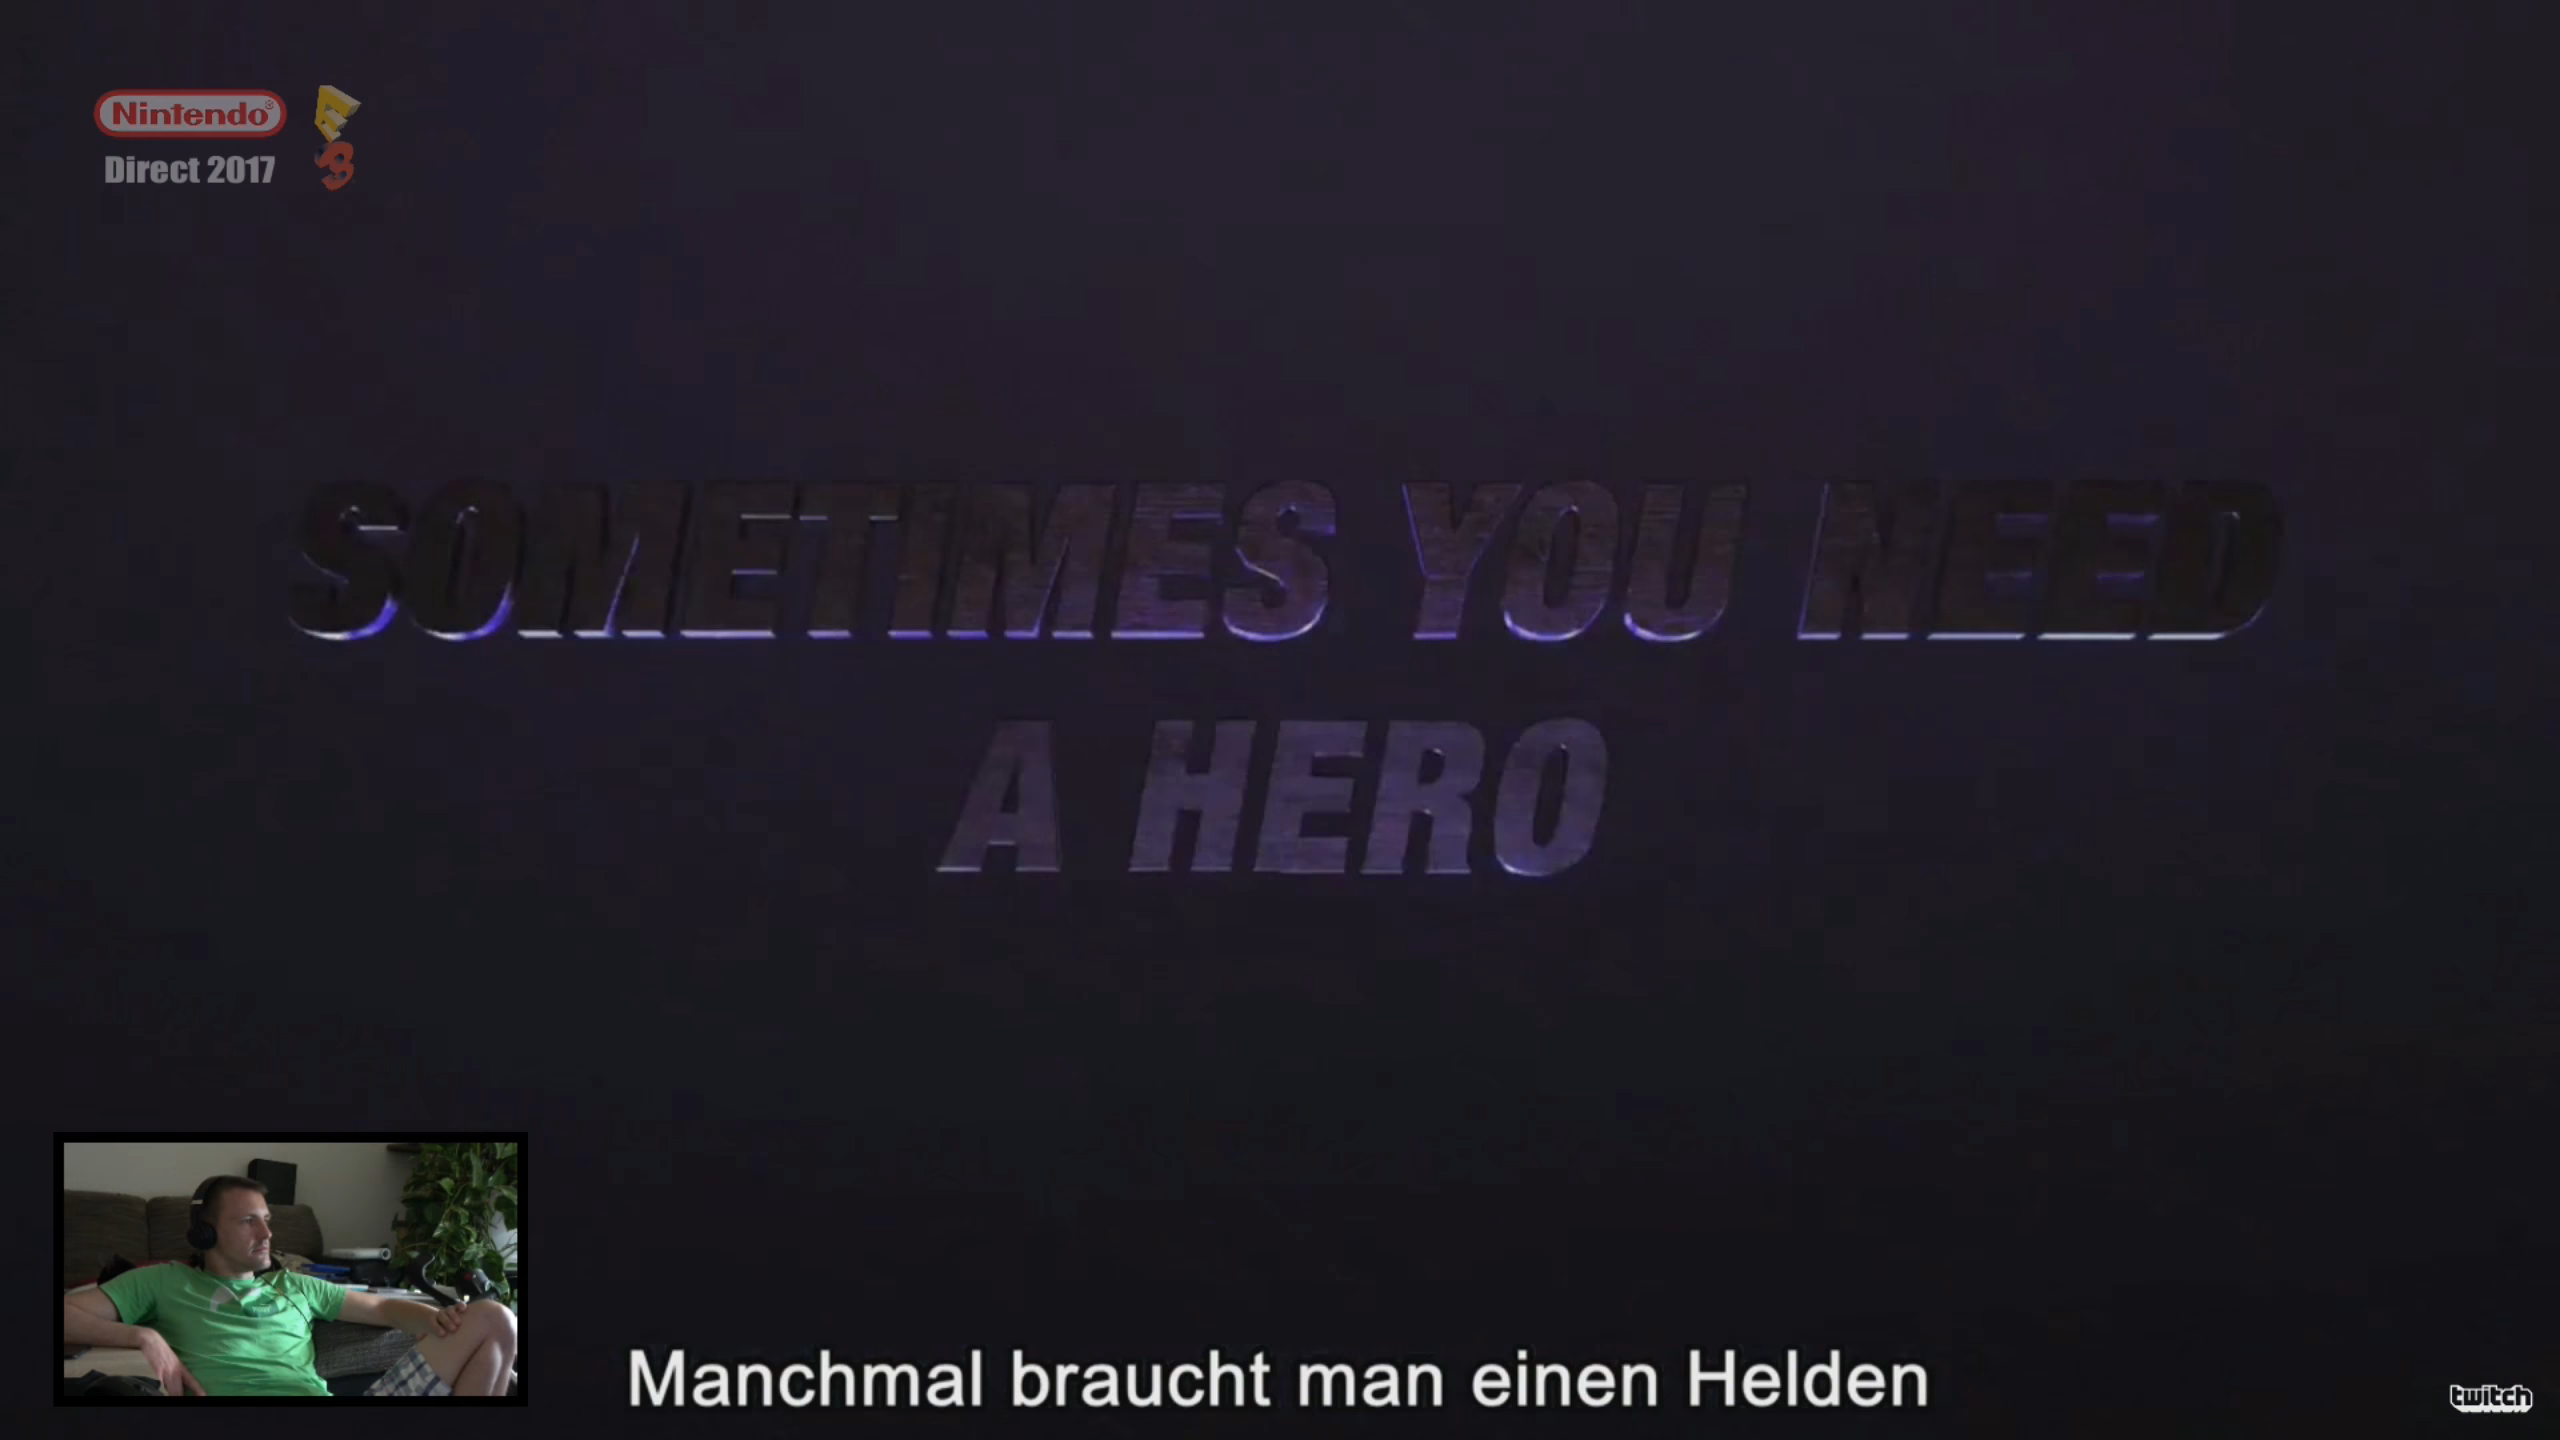 Nintendo®
Direct 2017
E3
SOMETIMES YOU NEED
A HERO
Manchmal braucht man einen Helden
twitch